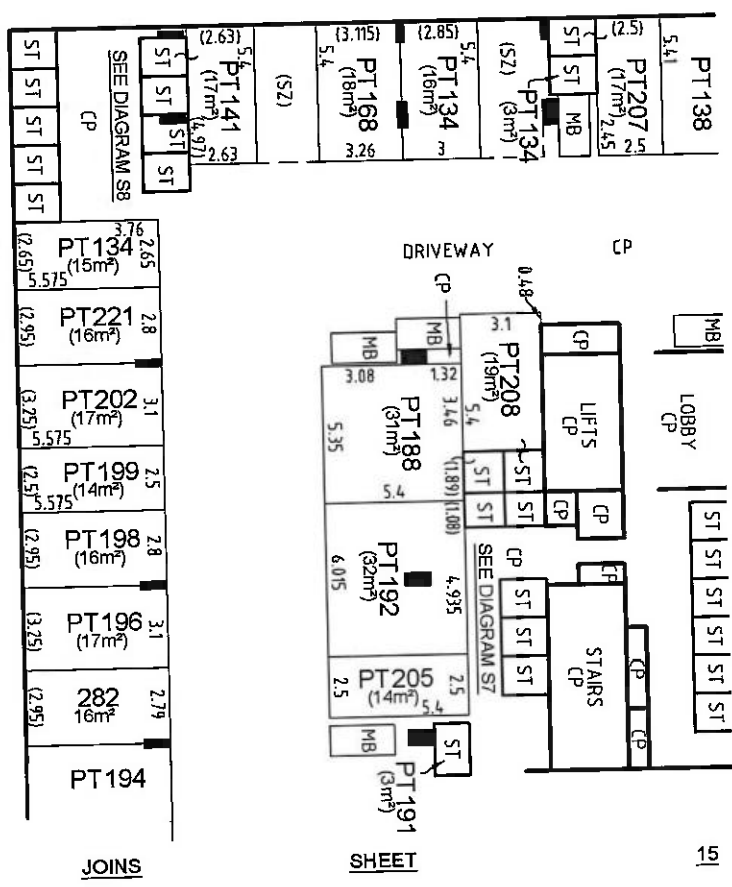 ST
ST
ST
ST
ST
CP
SEE DIAGRAM S8
ST
ST
ST
ST
(2.63)
5.4
PT141
(17m²)
(4.97)
2.63
(SZ)
(3.115)
5.4
PT168
(18m²)
3.26
(2.85)
5.4
PT134
(16m²)
3
(SZ)
PT134
(3m²)
ST
ST
MB
(2.5)
PT207
(17m²)
2.45
2.5
5.41
PT138
3.76
PT134
(15m²)
2.65
(2.65)
5.575
PT221
(16m²)
2.8
(2.95)
PT202
(17m²)
3.1
(3.25)
5.575
PT199
(14m²)
2.5
(2.5)
5.575
PT198
(16m²)
2.8
(2.95)
PT196
(17m²)
3.1
(3.25)
282
16m²
2.79
(2.95)
PT194
DRIVEWAY
CP
CP
0.48
MB
MB
3.1
PT208
(19m²)
5.4
CP
LIFTS
CP
MB
LOBBY
CP
3.08
1.32
PT188
(31m²)
5.35
3.46
5.4
(1.89)
ST
ST
(1.08)
ST
ST
CP
CP
PT192
(32m²)
6.015
4.935
SEE DIAGRAM S7
CP
CP
ST
ST
ST
STAIRS
CP
CP
CP
ST
ST
ST
ST
ST
ST
PT205
(14m²)
2.5
2.5
5.4
MB
ST
PT191
(3m²)
JOINS
SHEET
15